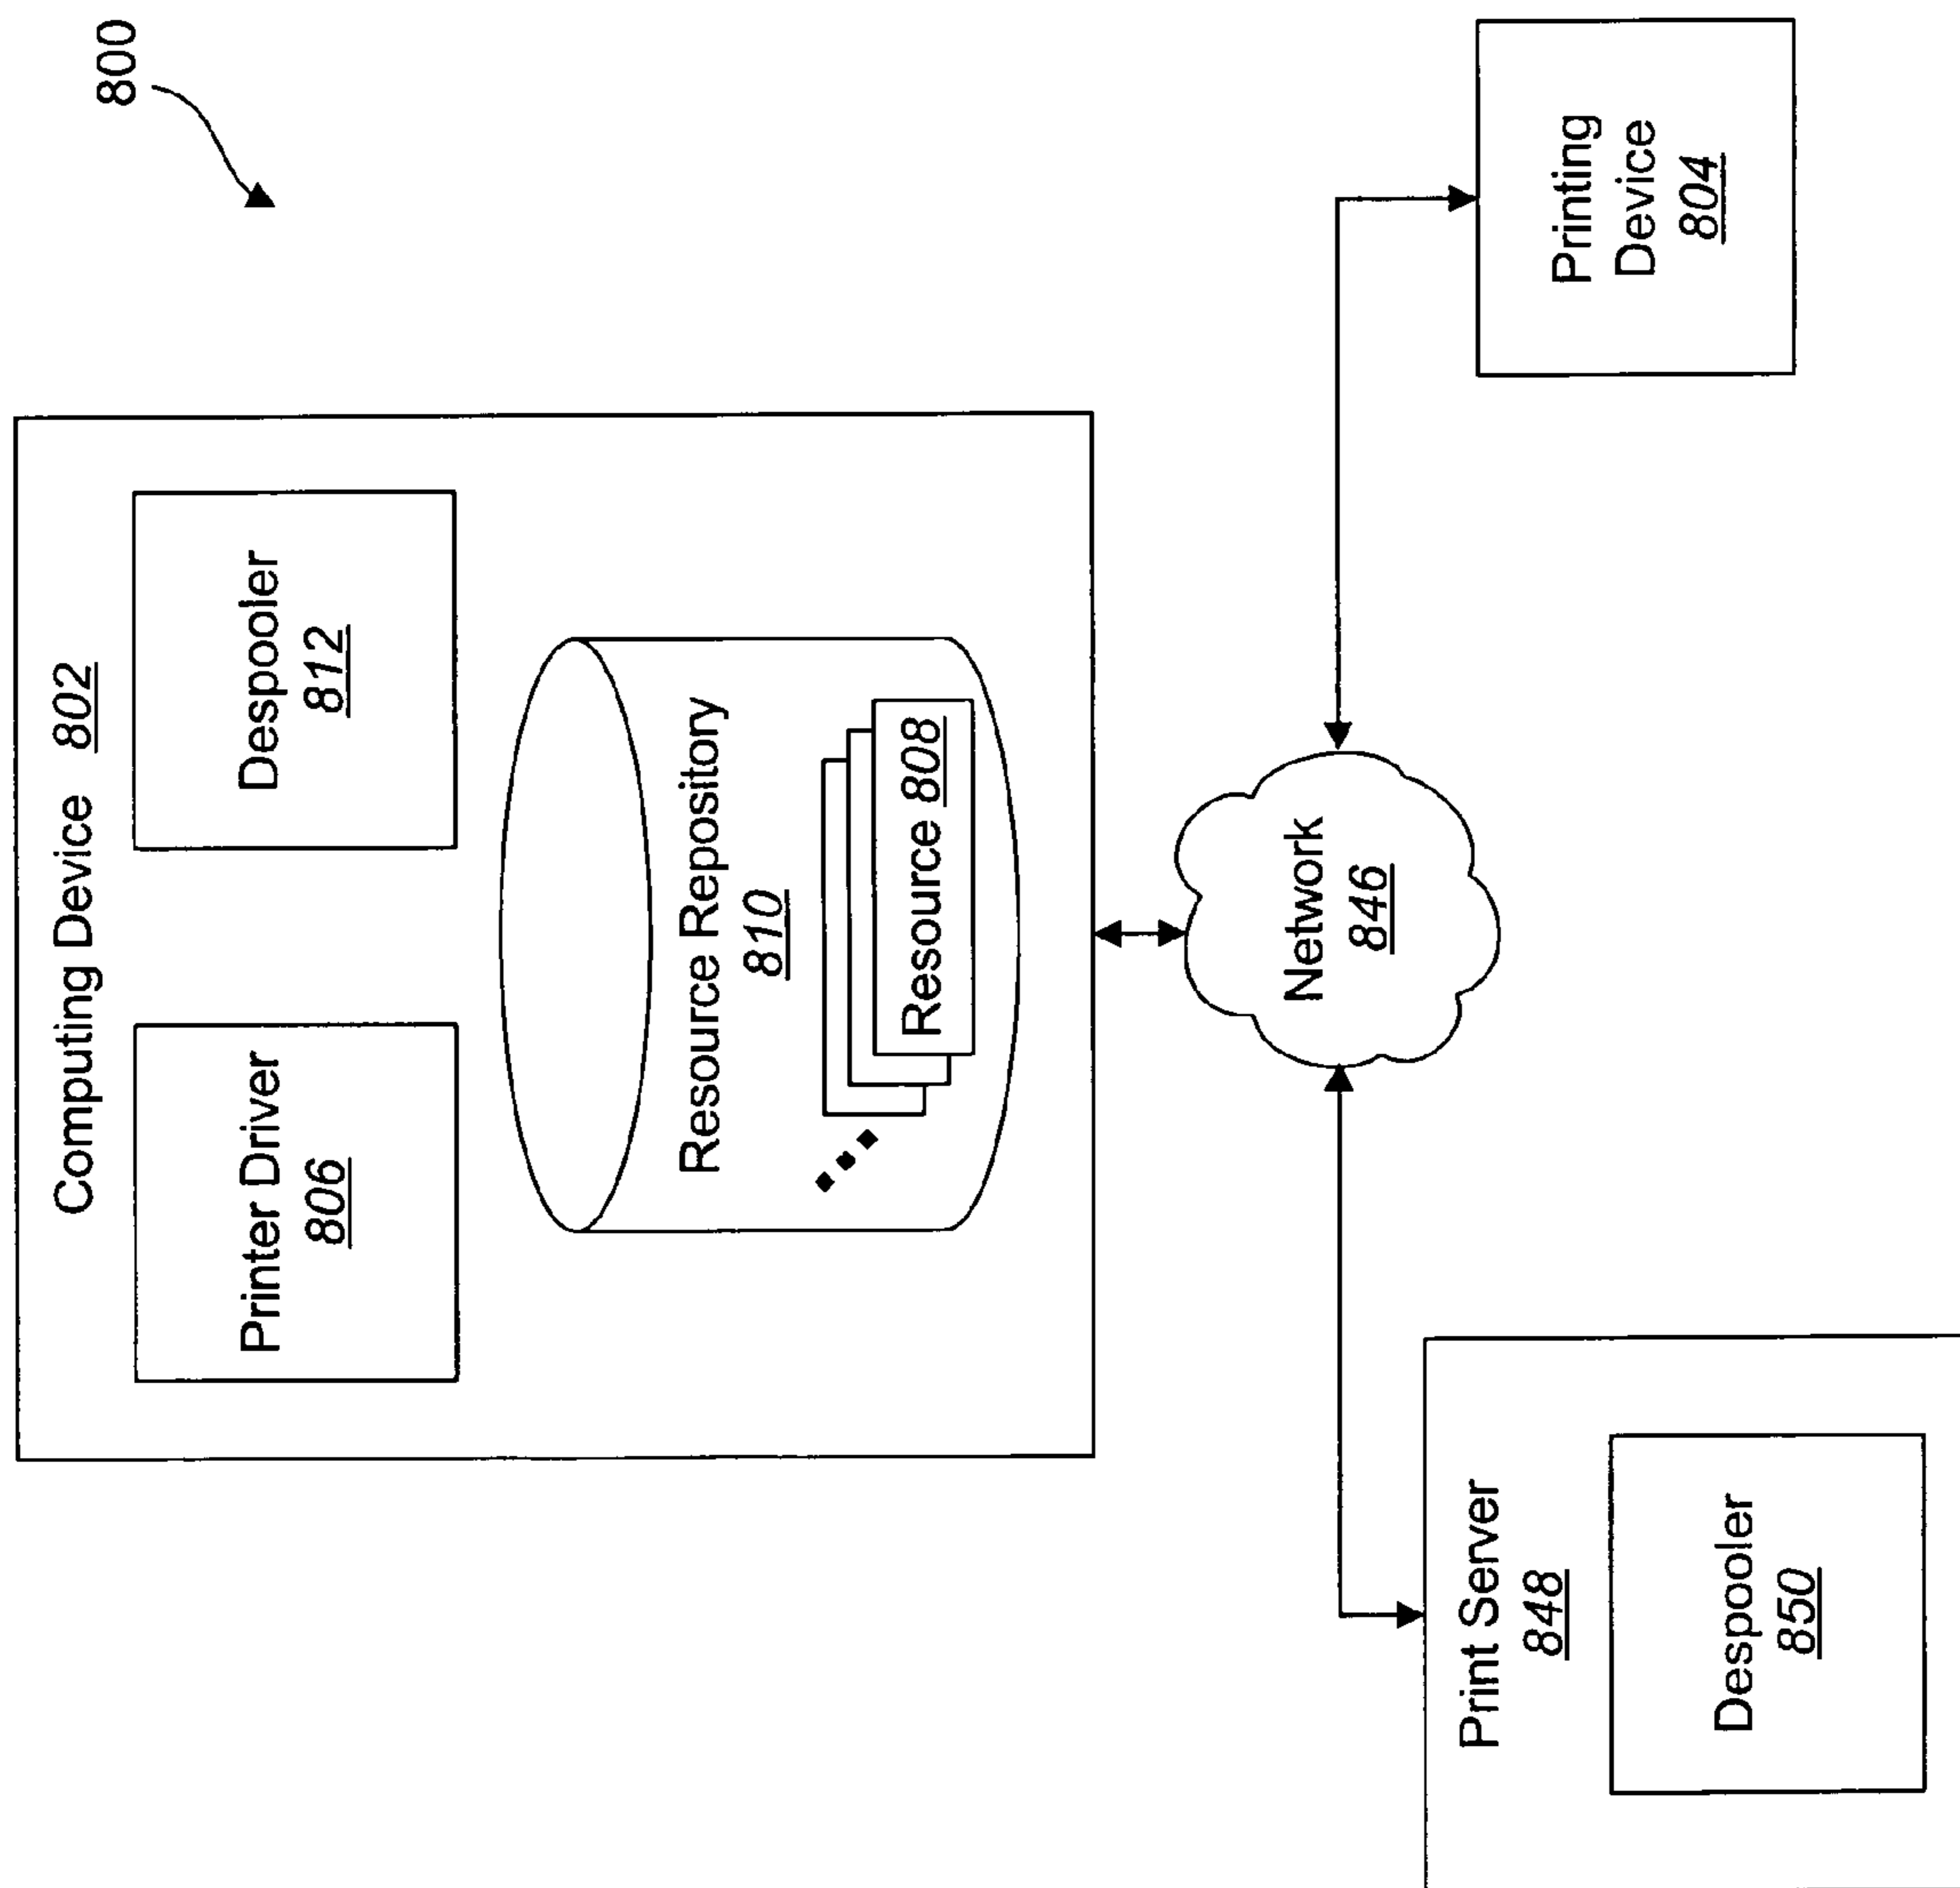 800
Computing Device 802
Printer Driver
806
Despooler
812
Resource Repository
810
Resource 808
Network
846
Print Server
848
Despooler
850
Printing
Device
804